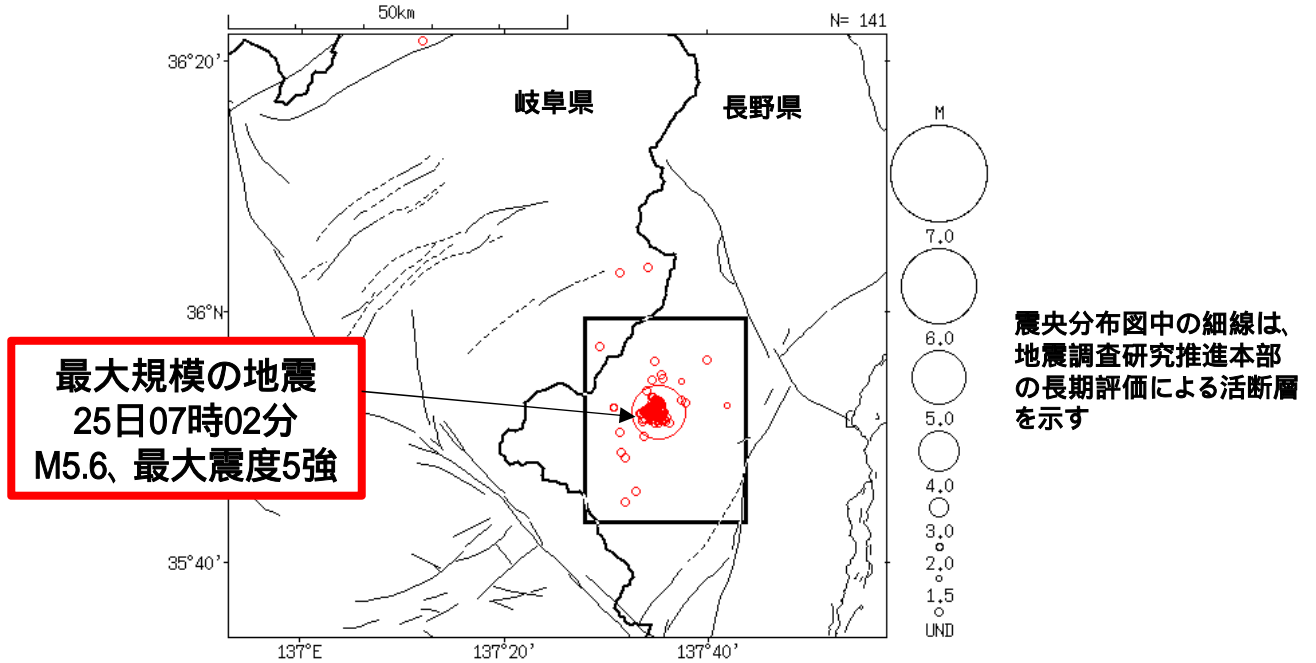 50km
N= 141
36°20'
岐阜県
長野県
M
7.0
36°N
6.0
5.0
4.0
3.0
2.0
1.5
UND
35°40'
137°E
137°20'
137°40'
最大規模の地震
25日07時02分
M5.6、最大震度5強
震央分布図中の細線は、
地震調査研究推進本部
の長期評価による活断層
を示す